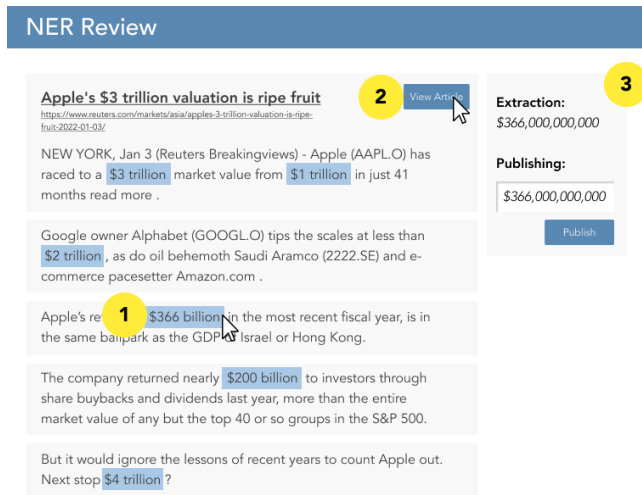 NER Review
Apple's $3 trillion valuation is ripe fruit
https://www.reuters.com/markets/asia/apples-3-trillion-valuation-is-ripe-
fruit-2022-01-03/
2
View Article
NEW YORK, Jan 3 (Reuters Breakingviews) - Apple (AAPL.O) has
raced to a $3 trillion market value from $1 trillion in just 41
months read more .
Google owner Alphabet (GOOGL.O) tips the scales at less than
$2 trillion , as do oil behemoth Saudi Aramco (2222.SE) and e-
commerce pacesetter Amazon.com .
1
Apple's re $366 billion in the most recent fiscal year, is in
the same ballpark as the GDP Israel or Hong Kong.
The company returned nearly $200 billion to investors through
share buybacks and dividends last year, more than the entire
market value of any but the top 40 or so groups in the S&P 500.
But it would ignore the lessons of recent years to count Apple out.
Next stop $4 trillion ?
3
Extraction:
$366,000,000,000
Publishing:
$366,000,000,000
Publish